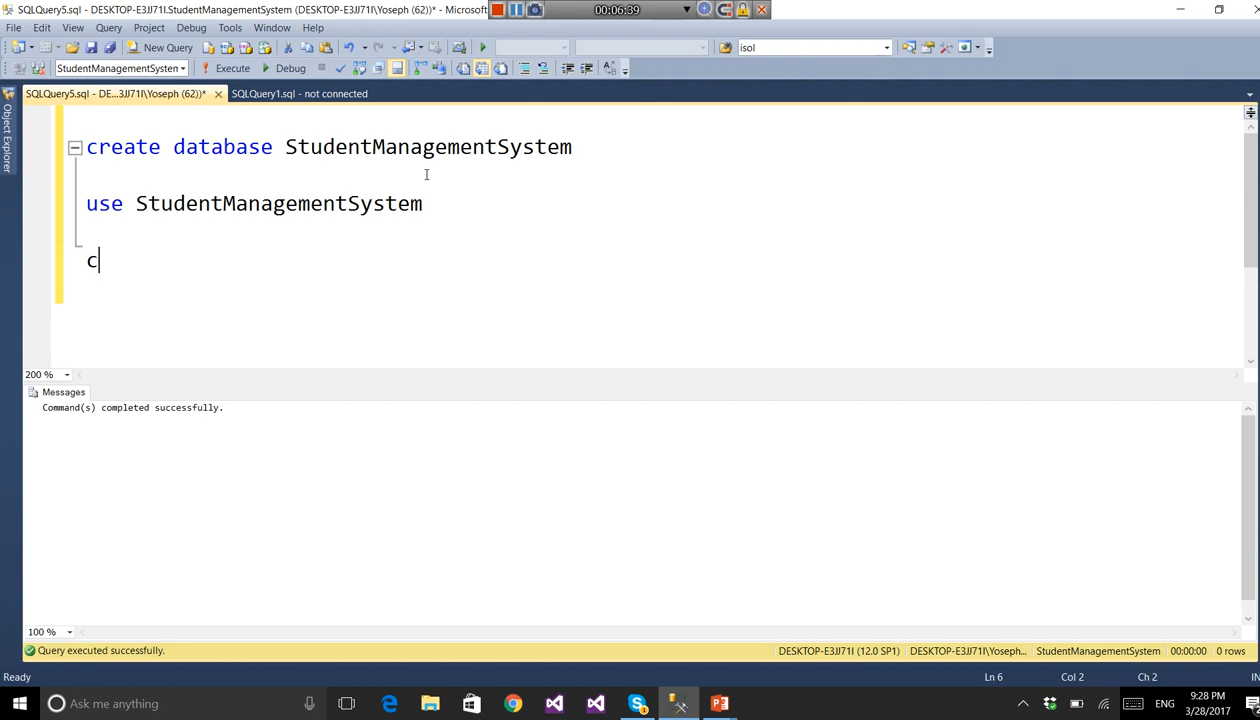 SQLQuery5.sql - DESKTOP-E3JJ71I.StudentManagementSystem (DESKTOP-E3JJ71I\Yoseph (62))* - Microsoft
00:06:39
File Edit View Query Project Debug Tools Window Help
New Query isol
StudentManagementSystem Execute Debug
SQLQuery5.sql - DE...3JJ71I\Yoseph (62))* SQLQuery1.sql - not connected
Object Explorer
create database StudentManagementSystem
use StudentManagementSystem
c
200 %
Messages
Command(s) completed successfully.
100 %
Query executed successfully. DESKTOP-E3JJ71I (12.0 SP1) DESKTOP-E3JJ71I\Yoseph... StudentManagementSystem 00:00:00 0 rows
Ready Ln 6 Col 2 Ch 2 IN
Ask me anything ENG 9:28 PM
3/28/2017